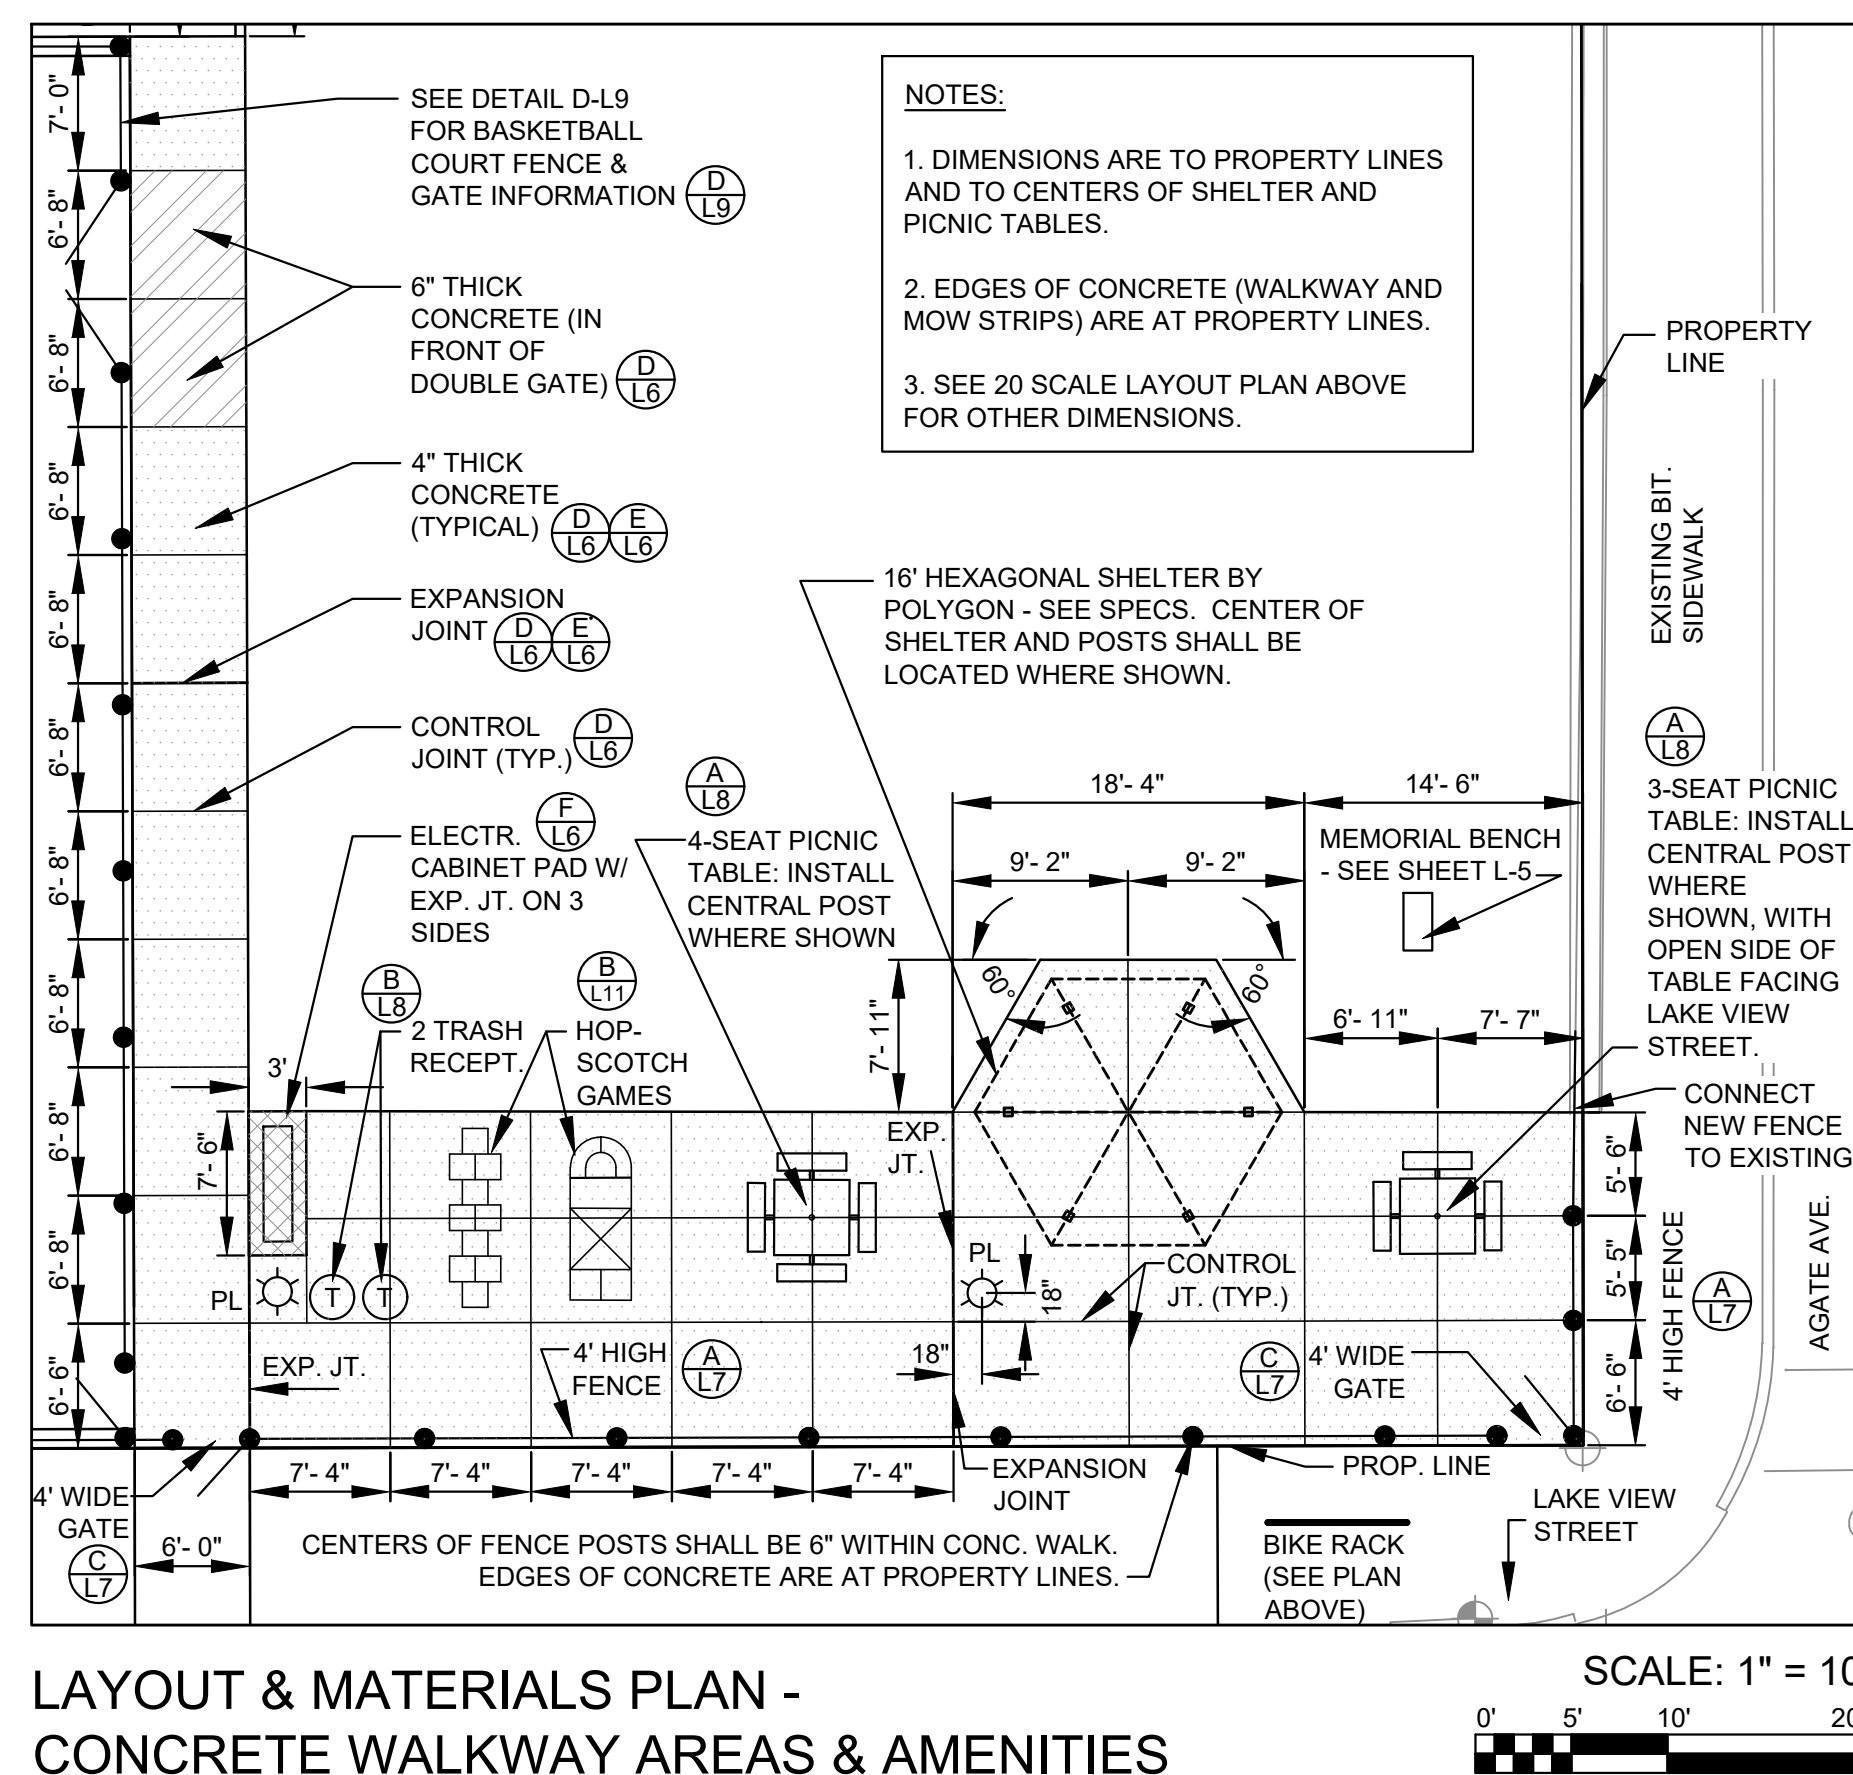 7'- 0"
6'- 8"
6'- 8"
6'- 8"
6'- 8"
6'- 8"
6'- 8"
6'- 8"
6'- 8"
6'- 8"
6'- 6"
SEE DETAIL D-L9
FOR BASKETBALL
COURT FENCE &
GATE INFORMATION
D
L9
6" THICK
CONCRETE (IN
FRONT OF
DOUBLE GATE)
D
L6
4" THICK
CONCRETE
(TYPICAL)
D
L6
E
L6
EXPANSION
JOINT
D
L6
E
L6
CONTROL
JOINT (TYP.)
D
L6
ELECTR.
CABINET PAD W/
EXP. JT. ON 3
SIDES
F
L6
A
L8
4-SEAT PICNIC
TABLE: INSTALL
CENTRAL POST
WHERE SHOWN
B
L8
2 TRASH
RECEPT.
B
L11
HOP-
SCOTCH
GAMES
NOTES:
1. DIMENSIONS ARE TO PROPERTY LINES
AND TO CENTERS OF SHELTER AND
PICNIC TABLES.
2. EDGES OF CONCRETE (WALKWAY AND
MOW STRIPS) ARE AT PROPERTY LINES.
3. SEE 20 SCALE LAYOUT PLAN ABOVE
FOR OTHER DIMENSIONS.
16' HEXAGONAL SHELTER BY
POLYGON - SEE SPECS. CENTER OF
SHELTER AND POSTS SHALL BE
LOCATED WHERE SHOWN.
PROPERTY
LINE
EXISTING BIT.
SIDEWALK
A
L8
3-SEAT PICNIC
TABLE: INSTALL
CENTRAL POST
WHERE
SHOWN, WITH
OPEN SIDE OF
TABLE FACING
LAKE VIEW
STREET.
CONNECT
NEW FENCE
TO EXISTING
18'- 4"
14'- 6"
9'- 2"
9'- 2"
MEMORIAL BENCH
- SEE SHEET L-5
60°
60°
7'- 11"
6'- 11"
7'- 7"
3'
7'- 6"
EXP.
JT.
PL
T
T
PL
18"
18"
CONTROL
JT. (TYP.)
5'- 6"
5'- 5"
6'- 6"
4' HIGH FENCE
A
L7
AGATE AVE.
EXP. JT.
4' HIGH
FENCE
A
L7
C
L7
4' WIDE
GATE
7'- 4"
7'- 4"
7'- 4"
7'- 4"
7'- 4"
EXPANSION
JOINT
PROP. LINE
4' WIDE
GATE
C
L7
6'- 0"
CENTERS OF FENCE POSTS SHALL BE 6" WITHIN CONC. WALK.
EDGES OF CONCRETE ARE AT PROPERTY LINES.
BIKE RACK
(SEE PLAN
ABOVE)
LAKE VIEW
STREET
LAYOUT & MATERIALS PLAN -
CONCRETE WALKWAY AREAS & AMENITIES
SCALE: 1" = 10
0' 5' 10' 20